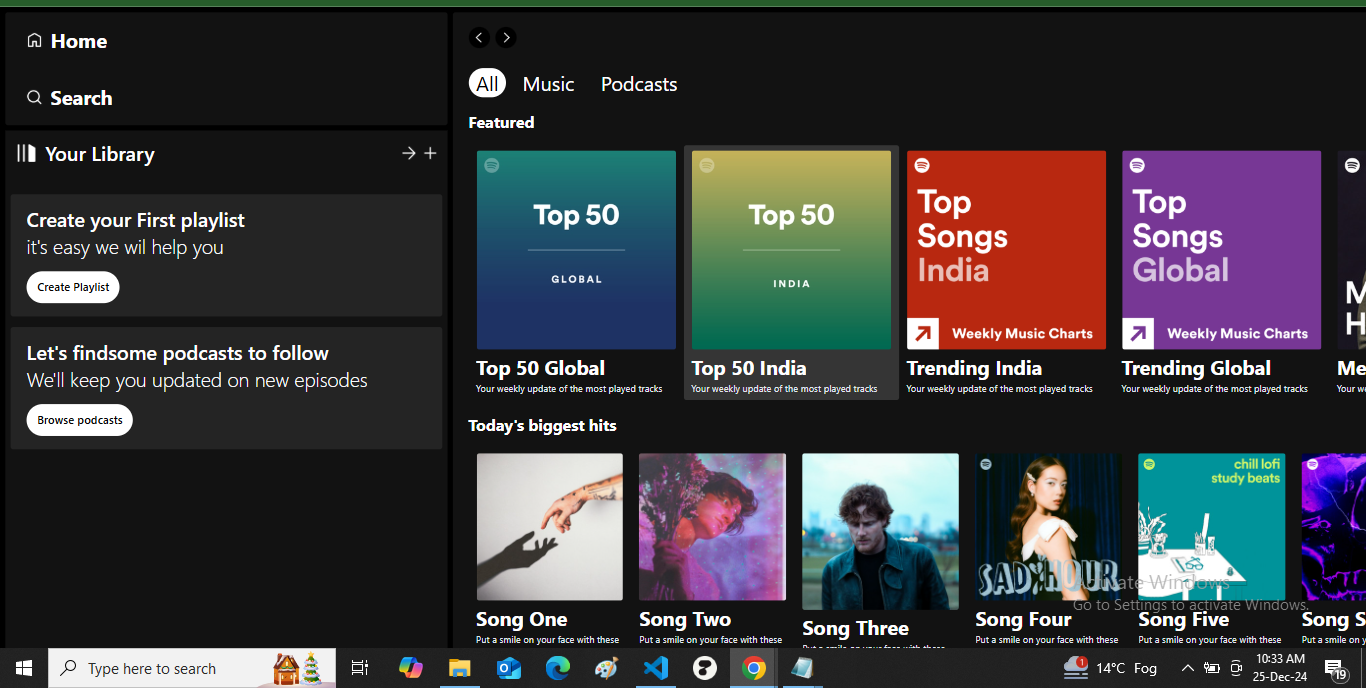 Home
Search
Your Library
Create your First playlist
it's easy we wil help you
Create Playlist
Let's findsome podcasts to follow
We'll keep you updated on new episodes
Browse podcasts
All Music Podcasts
Featured
Top 50
GLOBAL
Top 50 Global
Your weekly update of the most played tracks
Top 50
INDIA
Top 50 India
Your weekly update of the most played tracks
Top
Songs
India
Weekly Music Charts
Trending India
Your weekly update of the most played tracks
Top
Songs
Global
Weekly Music Charts
Trending Global
Your weekly update of the most played tracks
M
H
Me
Your we
Today's biggest hits
Song One
Put a smile on your face with these
Song Two
Put a smile on your face with these
Song Three
SAD HOUR
Song Four
Put a smile on your face with these
chill lofi
study beats
Song Five
Put a smile on your face with these
Song S
Put a smile on yo
Activate Windows
Go to Settings to activate Windows.
Type here to search
1
14°C Fog
10:33 AM
25-Dec-24
19